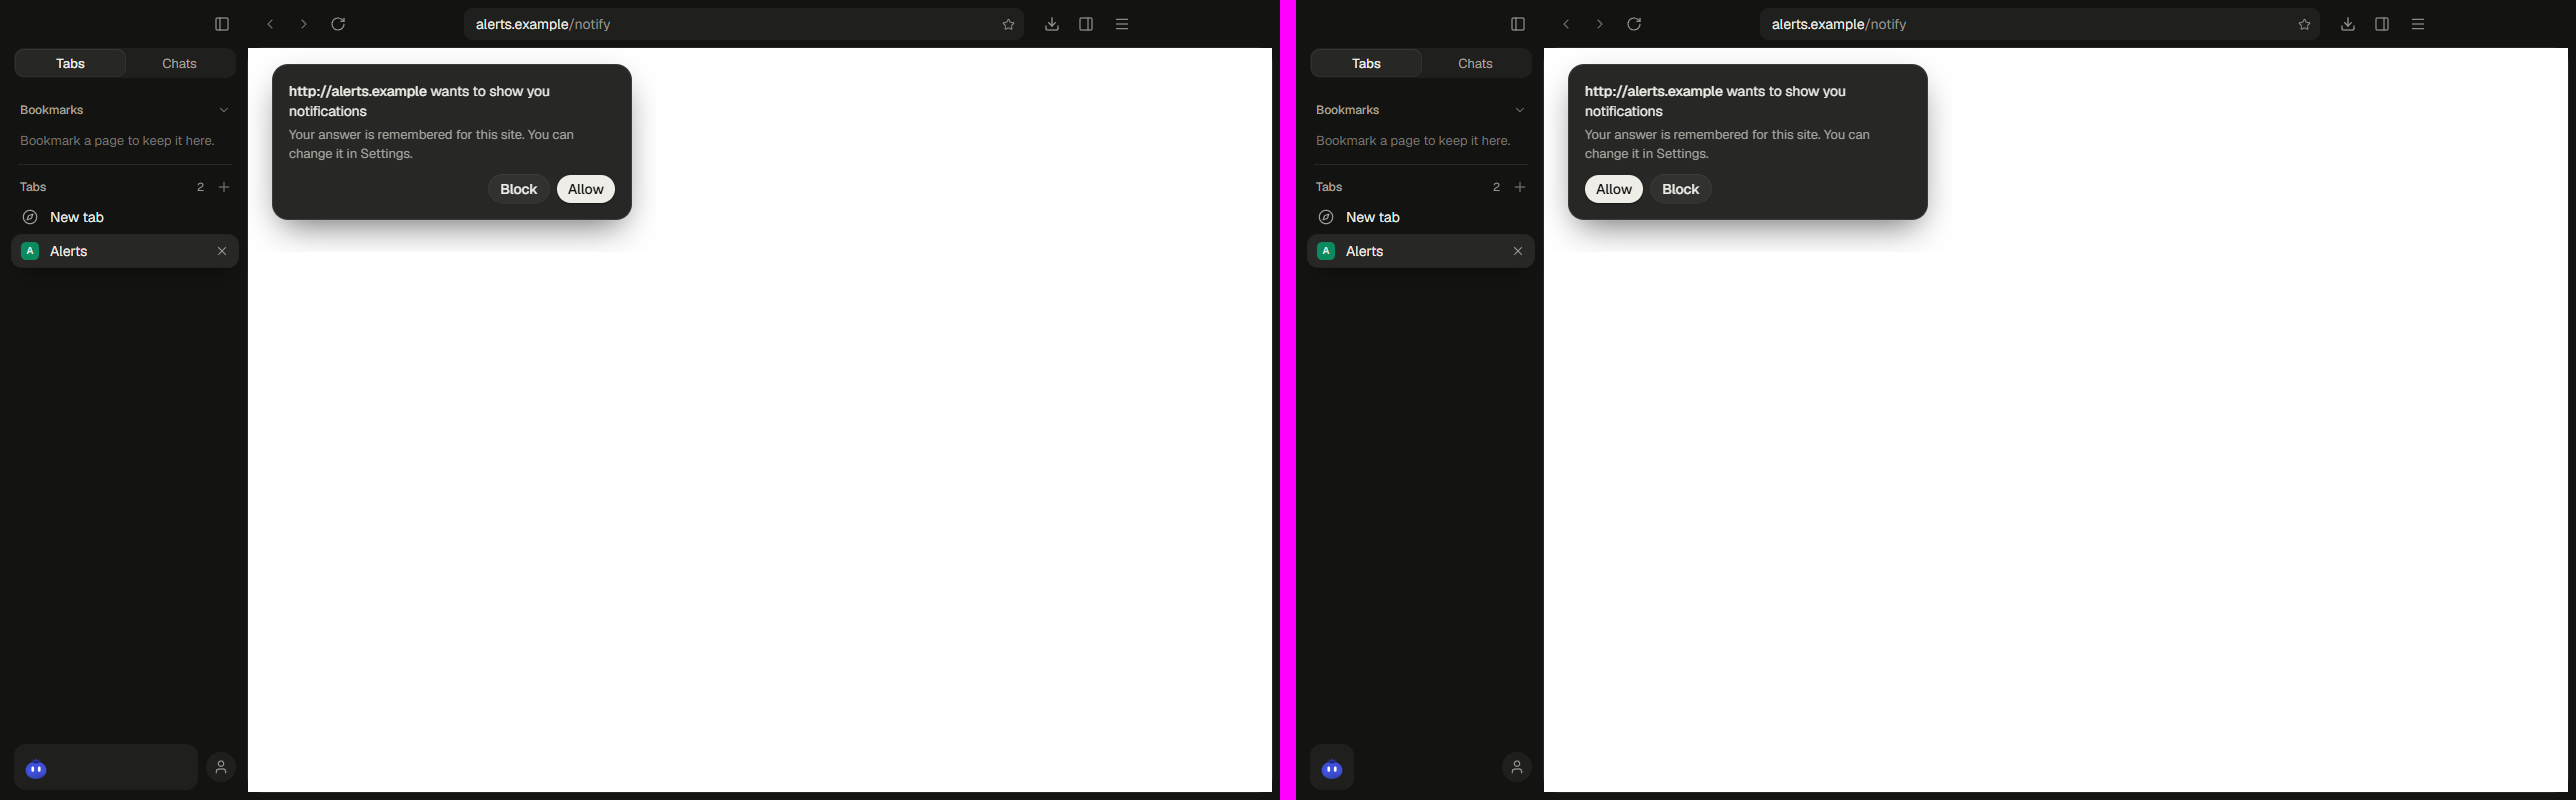 alerts.example/notify
Tabs
Chats
Bookmarks
Bookmark a page to keep it here.
Tabs 2
New tab
A Alerts
http://alerts.example wants to show you
notifications
Your answer is remembered for this site. You can
change it in Settings.
Block
Allow
alerts.example/notify
Tabs
Chats
Bookmarks
Bookmark a page to keep it here.
Tabs 2
New tab
A Alerts
http://alerts.example wants to show you
notifications
Your answer is remembered for this site. You can
change it in Settings.
Allow
Block